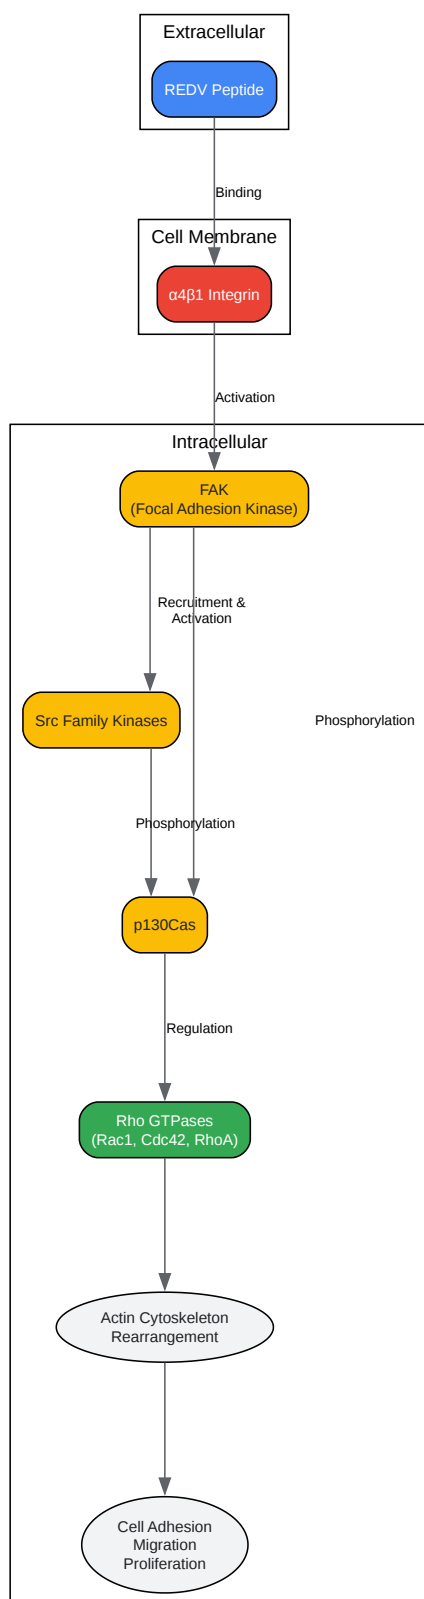 Extracellular
REDV Peptide
Binding
Cell Membrane
α4β1 Integrin
Activation
Intracellular
FAK
(Focal Adhesion Kinase)
Recruitment &
Activation
Src Family Kinases
Phosphorylation
Phosphorylation
p130Cas
Regulation
Rho GTPases
(Rac1, Cdc42, RhoA)
Actin Cytoskeleton
Rearrangement
Cell Adhesion
Migration
Proliferation